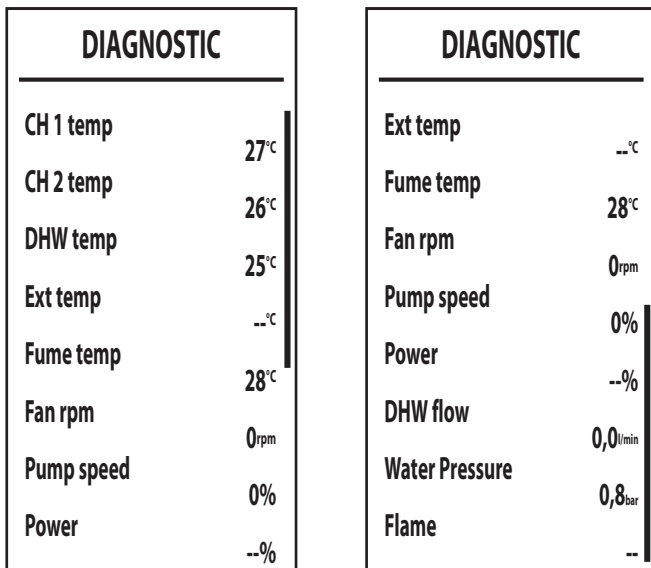 DIAGNOSTIC
CH 1 temp
27°C
CH 2 temp
26°C
DHW temp
25°C
Ext temp
--°C
Fume temp
28°C
Fan rpm
0rpm
Pump speed
0%
Power
--%
DIAGNOSTIC
Ext temp
--°C
Fume temp
28°C
Fan rpm
0rpm
Pump speed
0%
Power
--%
DHW flow
0,0l/min
Water Pressure
0,8bar
Flame
--